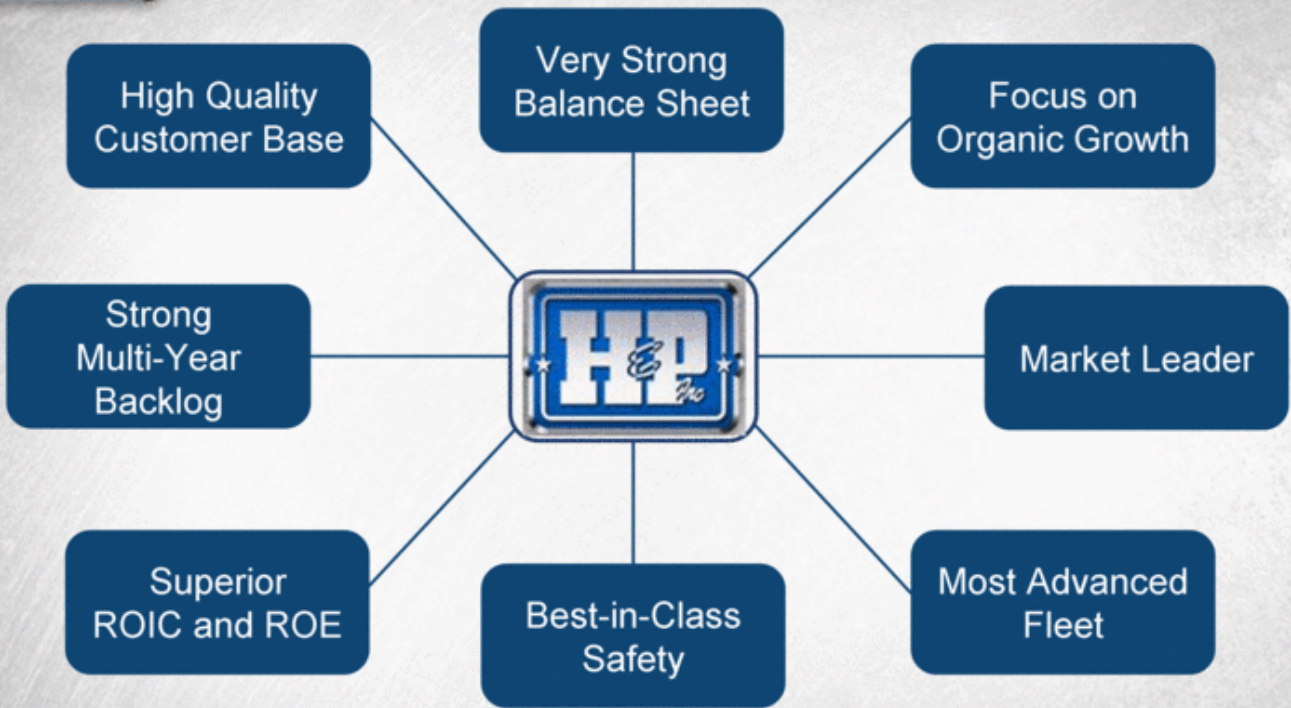 High Quality
Customer Base
Very Strong
Balance Sheet
Focus on
Organic Growth
Strong
Multi-Year
Backlog
H&P
Inc
Market Leader
Superior
ROIC and ROE
Best-in-Class
Safety
Most Advanced
Fleet